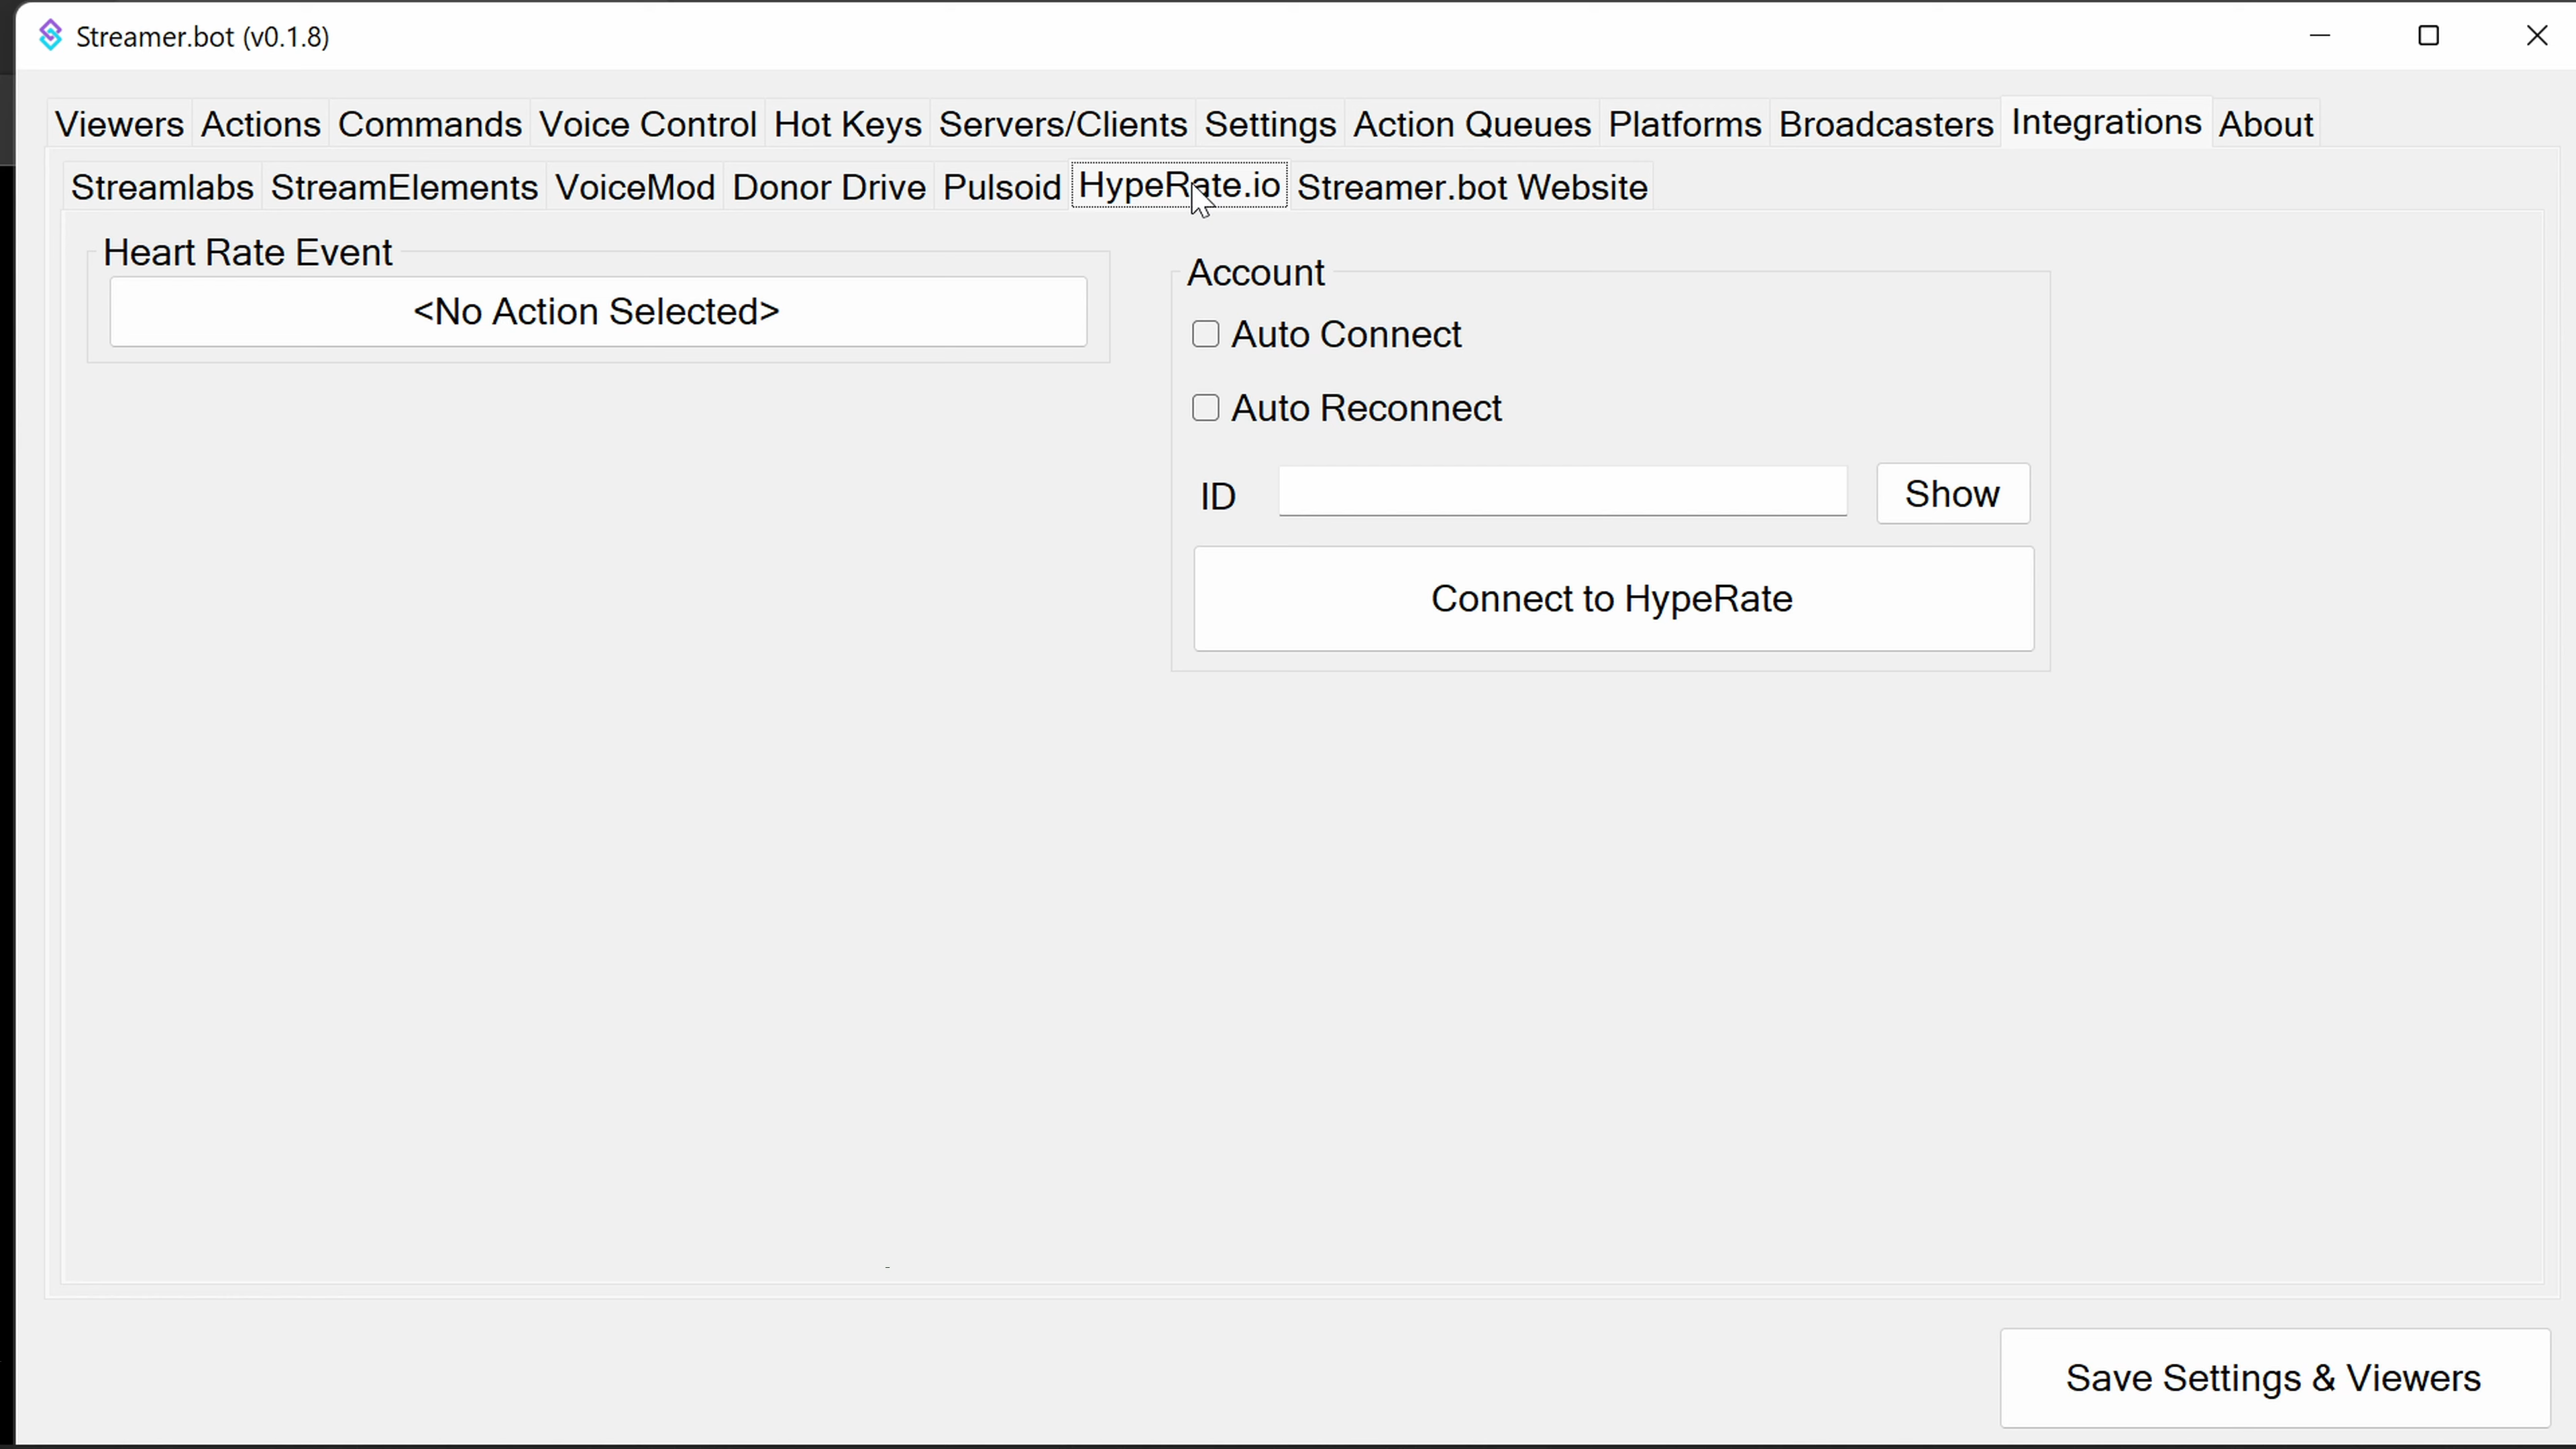 Streamer.bot (v0.1.8)
Viewers Actions Commands Voice Control Hot Keys Servers/Clients Settings Action Queues Platforms Broadcasters Integrations About
Streamlabs StreamElements VoiceMod Donor Drive Pulsoid HypeRate.io Streamer.bot Website
Heart Rate Event
<No Action Selected>
Account
Auto Connect
Auto Reconnect
ID Show
Connect to HypeRate
Save Settings & Viewers